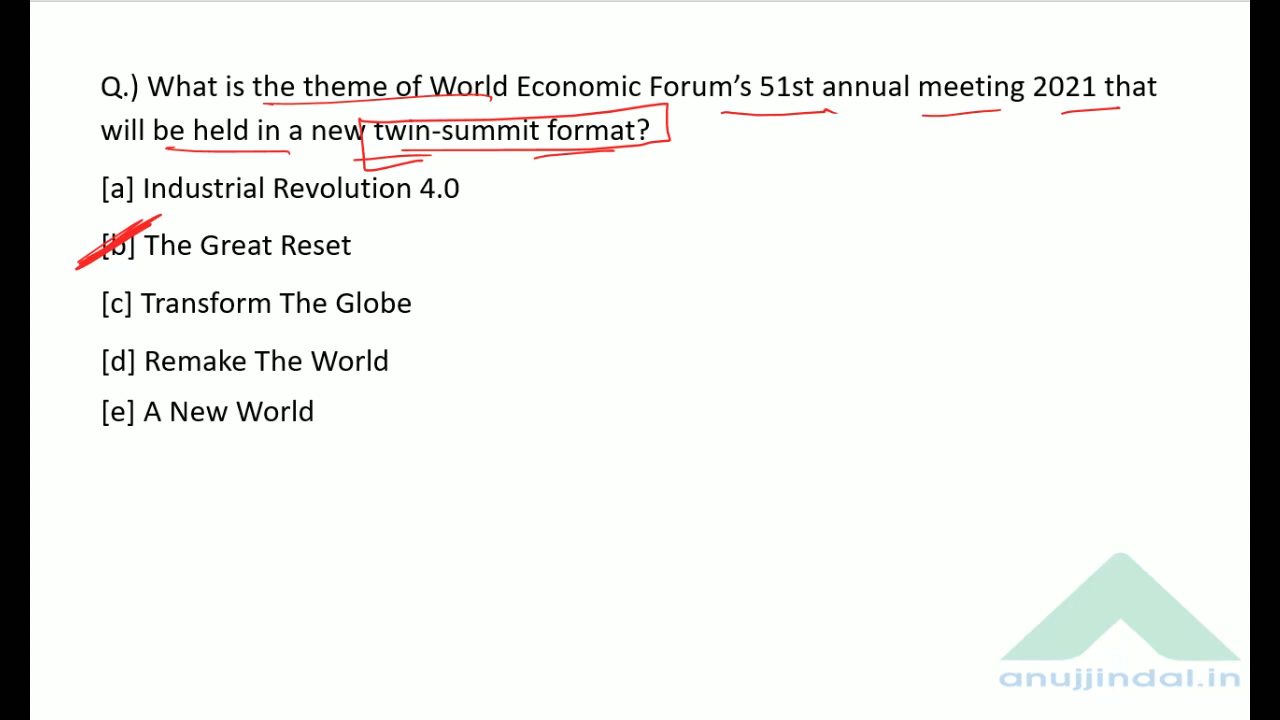 Q.) What is the theme of World Economic Forum’s 51st annual meeting 2021 that
will be held in a new twin-summit format?
[a] Industrial Revolution 4.0
[b] The Great Reset
[c] Transform The Globe
[d] Remake The World
[e] A New World
anujjindal.in